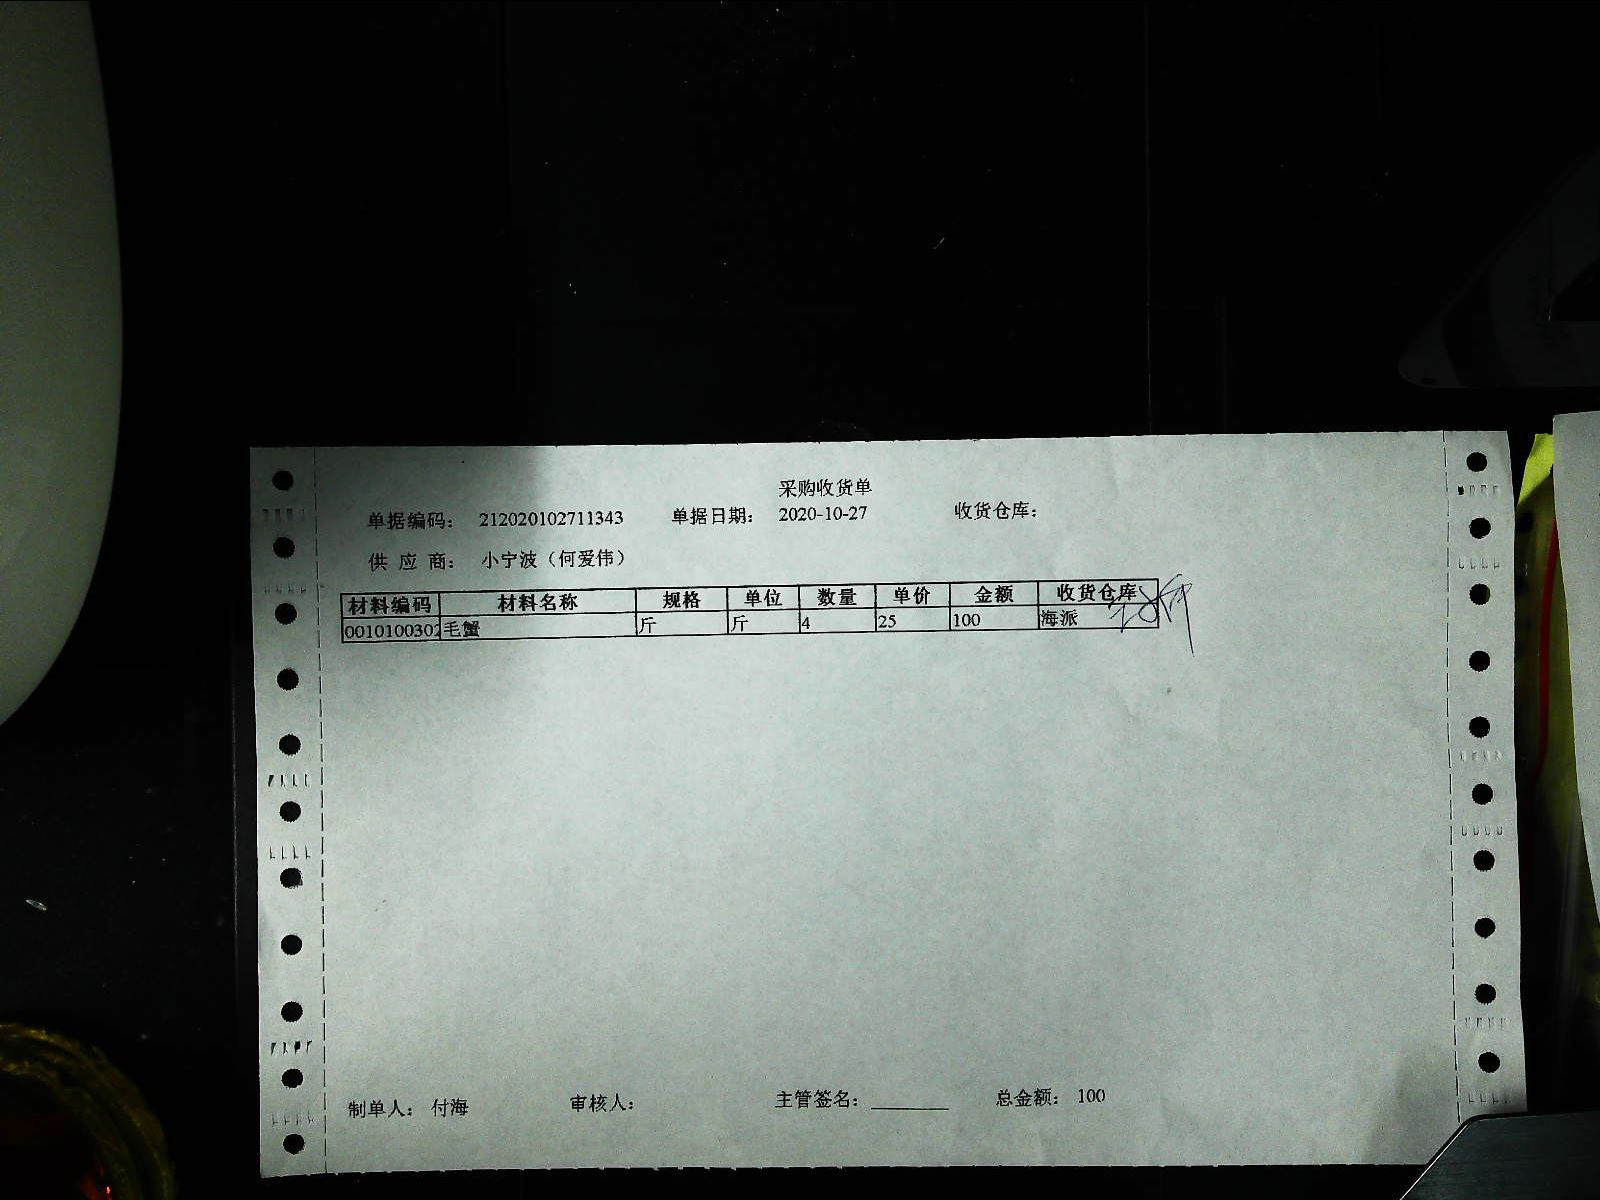 采购收货单
单据编码： 212020102711343 单据日期： 2020-10-27 收货仓库：
供 应 商： 小宁波（何爱伟）
材料编码 材料名称 规格 单位 数量 单价 金额 收货仓库
0010100302 毛蟹 斤 斤 4 25 100 海派
制单人： 付海 审核人： 主管签名： ________ 总金额： 100